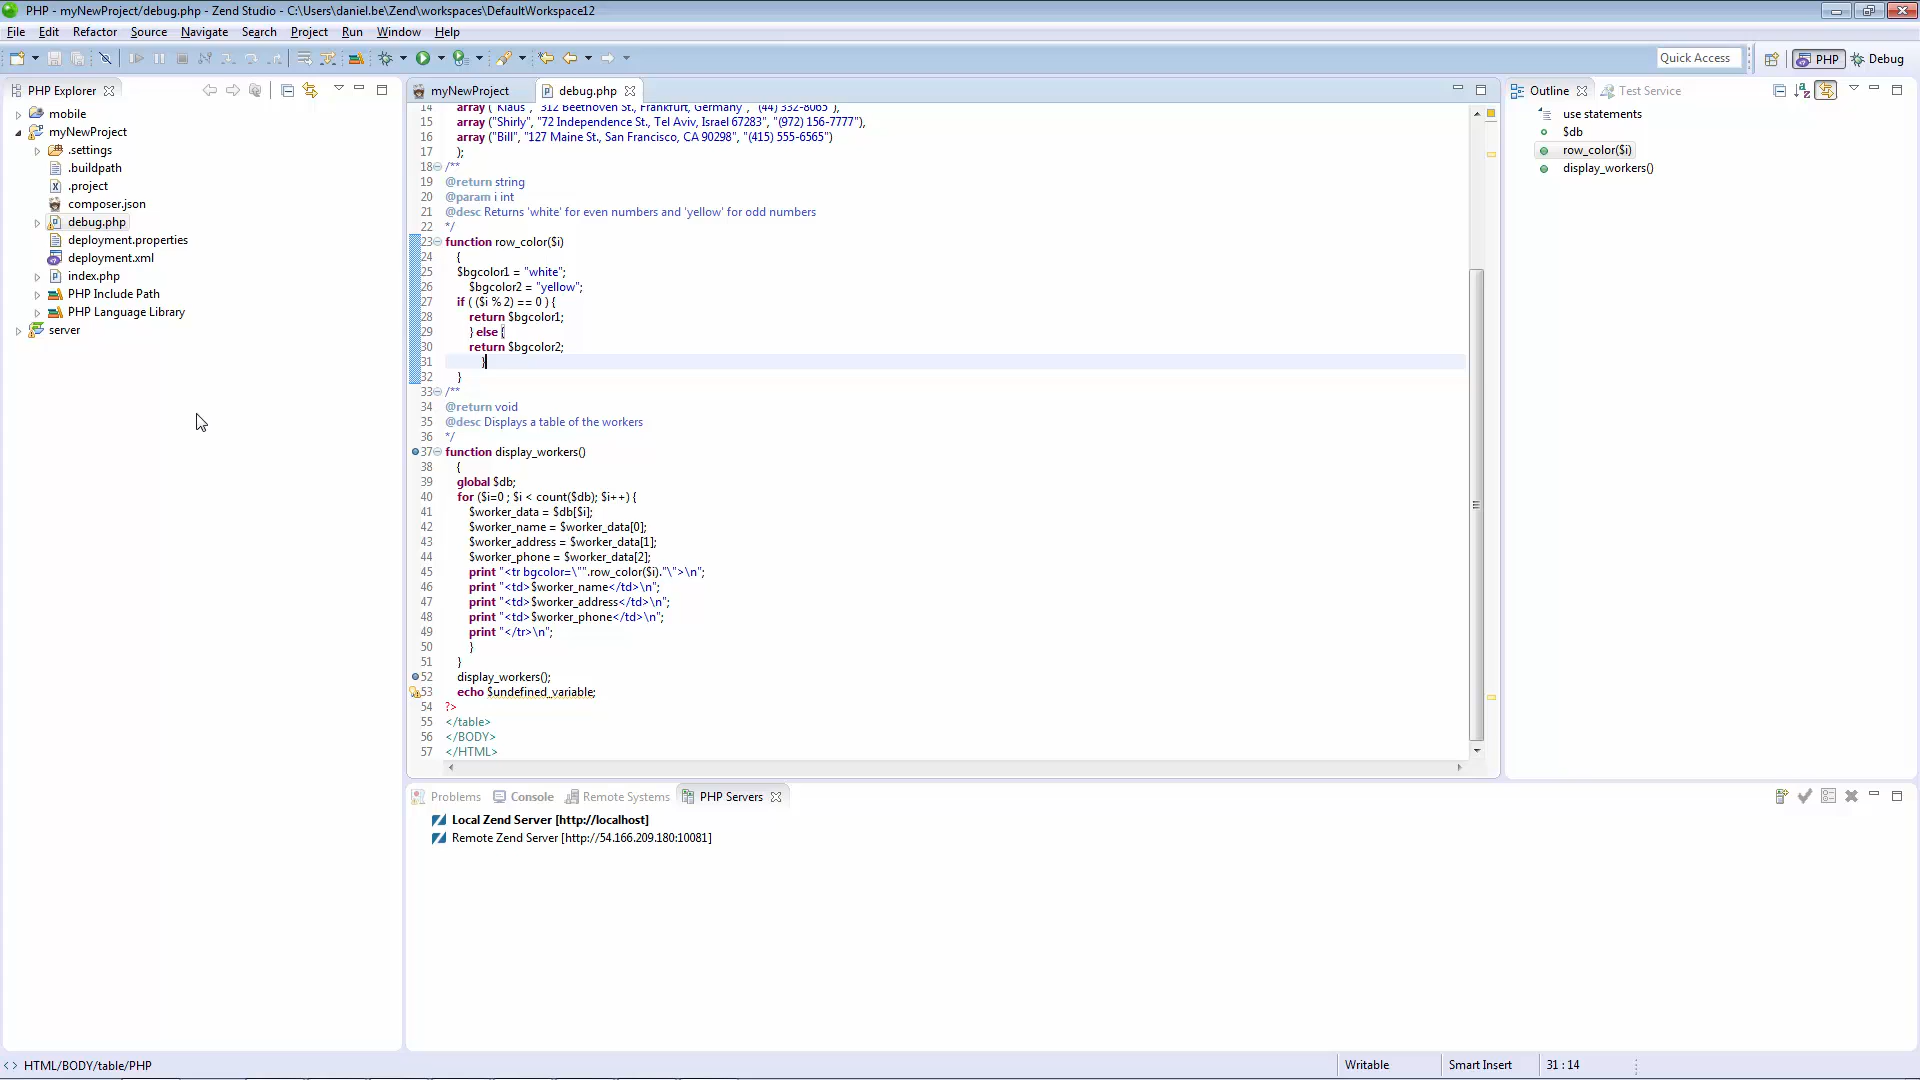 PHP - myNewProject/debug.php - Zend Studio - C:\Users\daniel.be\Zend\workspaces\DefaultWorkspace12
File Edit Refactor Source Navigate Search Project Run Window Help
Quick Access
PHP
Debug
PHP Explorer
mobile
myNewProject
.settings
.buildpath
.project
composer.json
debug.php
deployment.properties
deployment.xml
index.php
PHP Include Path
PHP Language Library
server
myNewProject
debug.php
14 array ("Klaus", "312 Beethoven St., Frankfurt, Germany", "(44) 332-8065"),
15 array ("Shirly", "72 Independence St., Tel Aviv, Israel 67283", "(972) 156-7777"),
16 array ("Bill", "127 Maine St., San Francisco, CA 90298", "(415) 555-6565")
17 );
18 /**
19 @return string
20 @param i int
21 @desc Returns 'white' for even numbers and 'yellow' for odd numbers
22 */
23 function row_color($i)
24 {
25 $bgcolor1 = "white";
26 $bgcolor2 = "yellow";
27 if ( ($i % 2) == 0 ) {
28 return $bgcolor1;
29 } else {
30 return $bgcolor2;
31 }
32 }
33 /**
34 @return void
35 @desc Displays a table of the workers
36 */
37 function display_workers()
38 {
39 global $db;
40 for ($i=0 ; $i < count($db); $i++) {
41 $worker_data = $db[$i];
42 $worker_name = $worker_data[0];
43 $worker_address = $worker_data[1];
44 $worker_phone = $worker_data[2];
45 print "<tr bgcolor=\"".row_color($i)."\">\n";
46 print "<td>$worker_name</td>\n";
47 print "<td>$worker_address</td>\n";
48 print "<td>$worker_phone</td>\n";
49 print "</tr>\n";
50 }
51 }
52 display_workers();
53 echo $undefined_variable;
54 ?>
55 </table>
56 </BODY>
57 </HTML>
Outline
Test Service
use statements
$db
row_color($i)
display_workers()
Problems
Console
Remote Systems
PHP Servers
Local Zend Server [http://localhost]
Remote Zend Server [http://54.166.209.180:10081]
HTML/BODY/table/PHP
Writable
Smart Insert
31 : 14